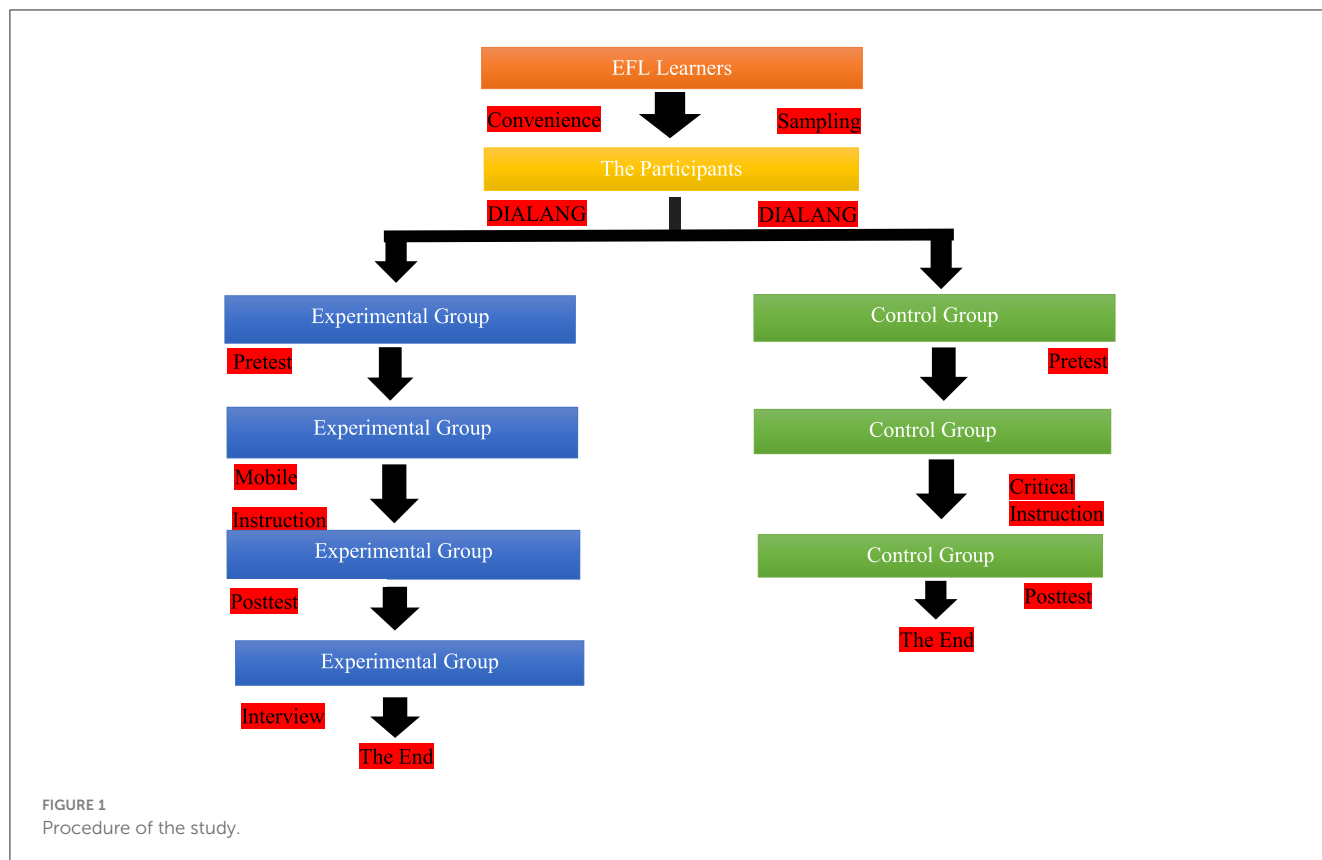 EFL Learners
Convenience Sampling
The Participants
DIALANG DIALANG
Experimental Group Control Group
Pretest Pretest
Experimental Group Control Group
Mobile Critical
Instruction Instruction
Experimental Group Control Group
Posttest Posttest
The End
Experimental Group
Interview
The End
FIGURE 1
Procedure of the study.